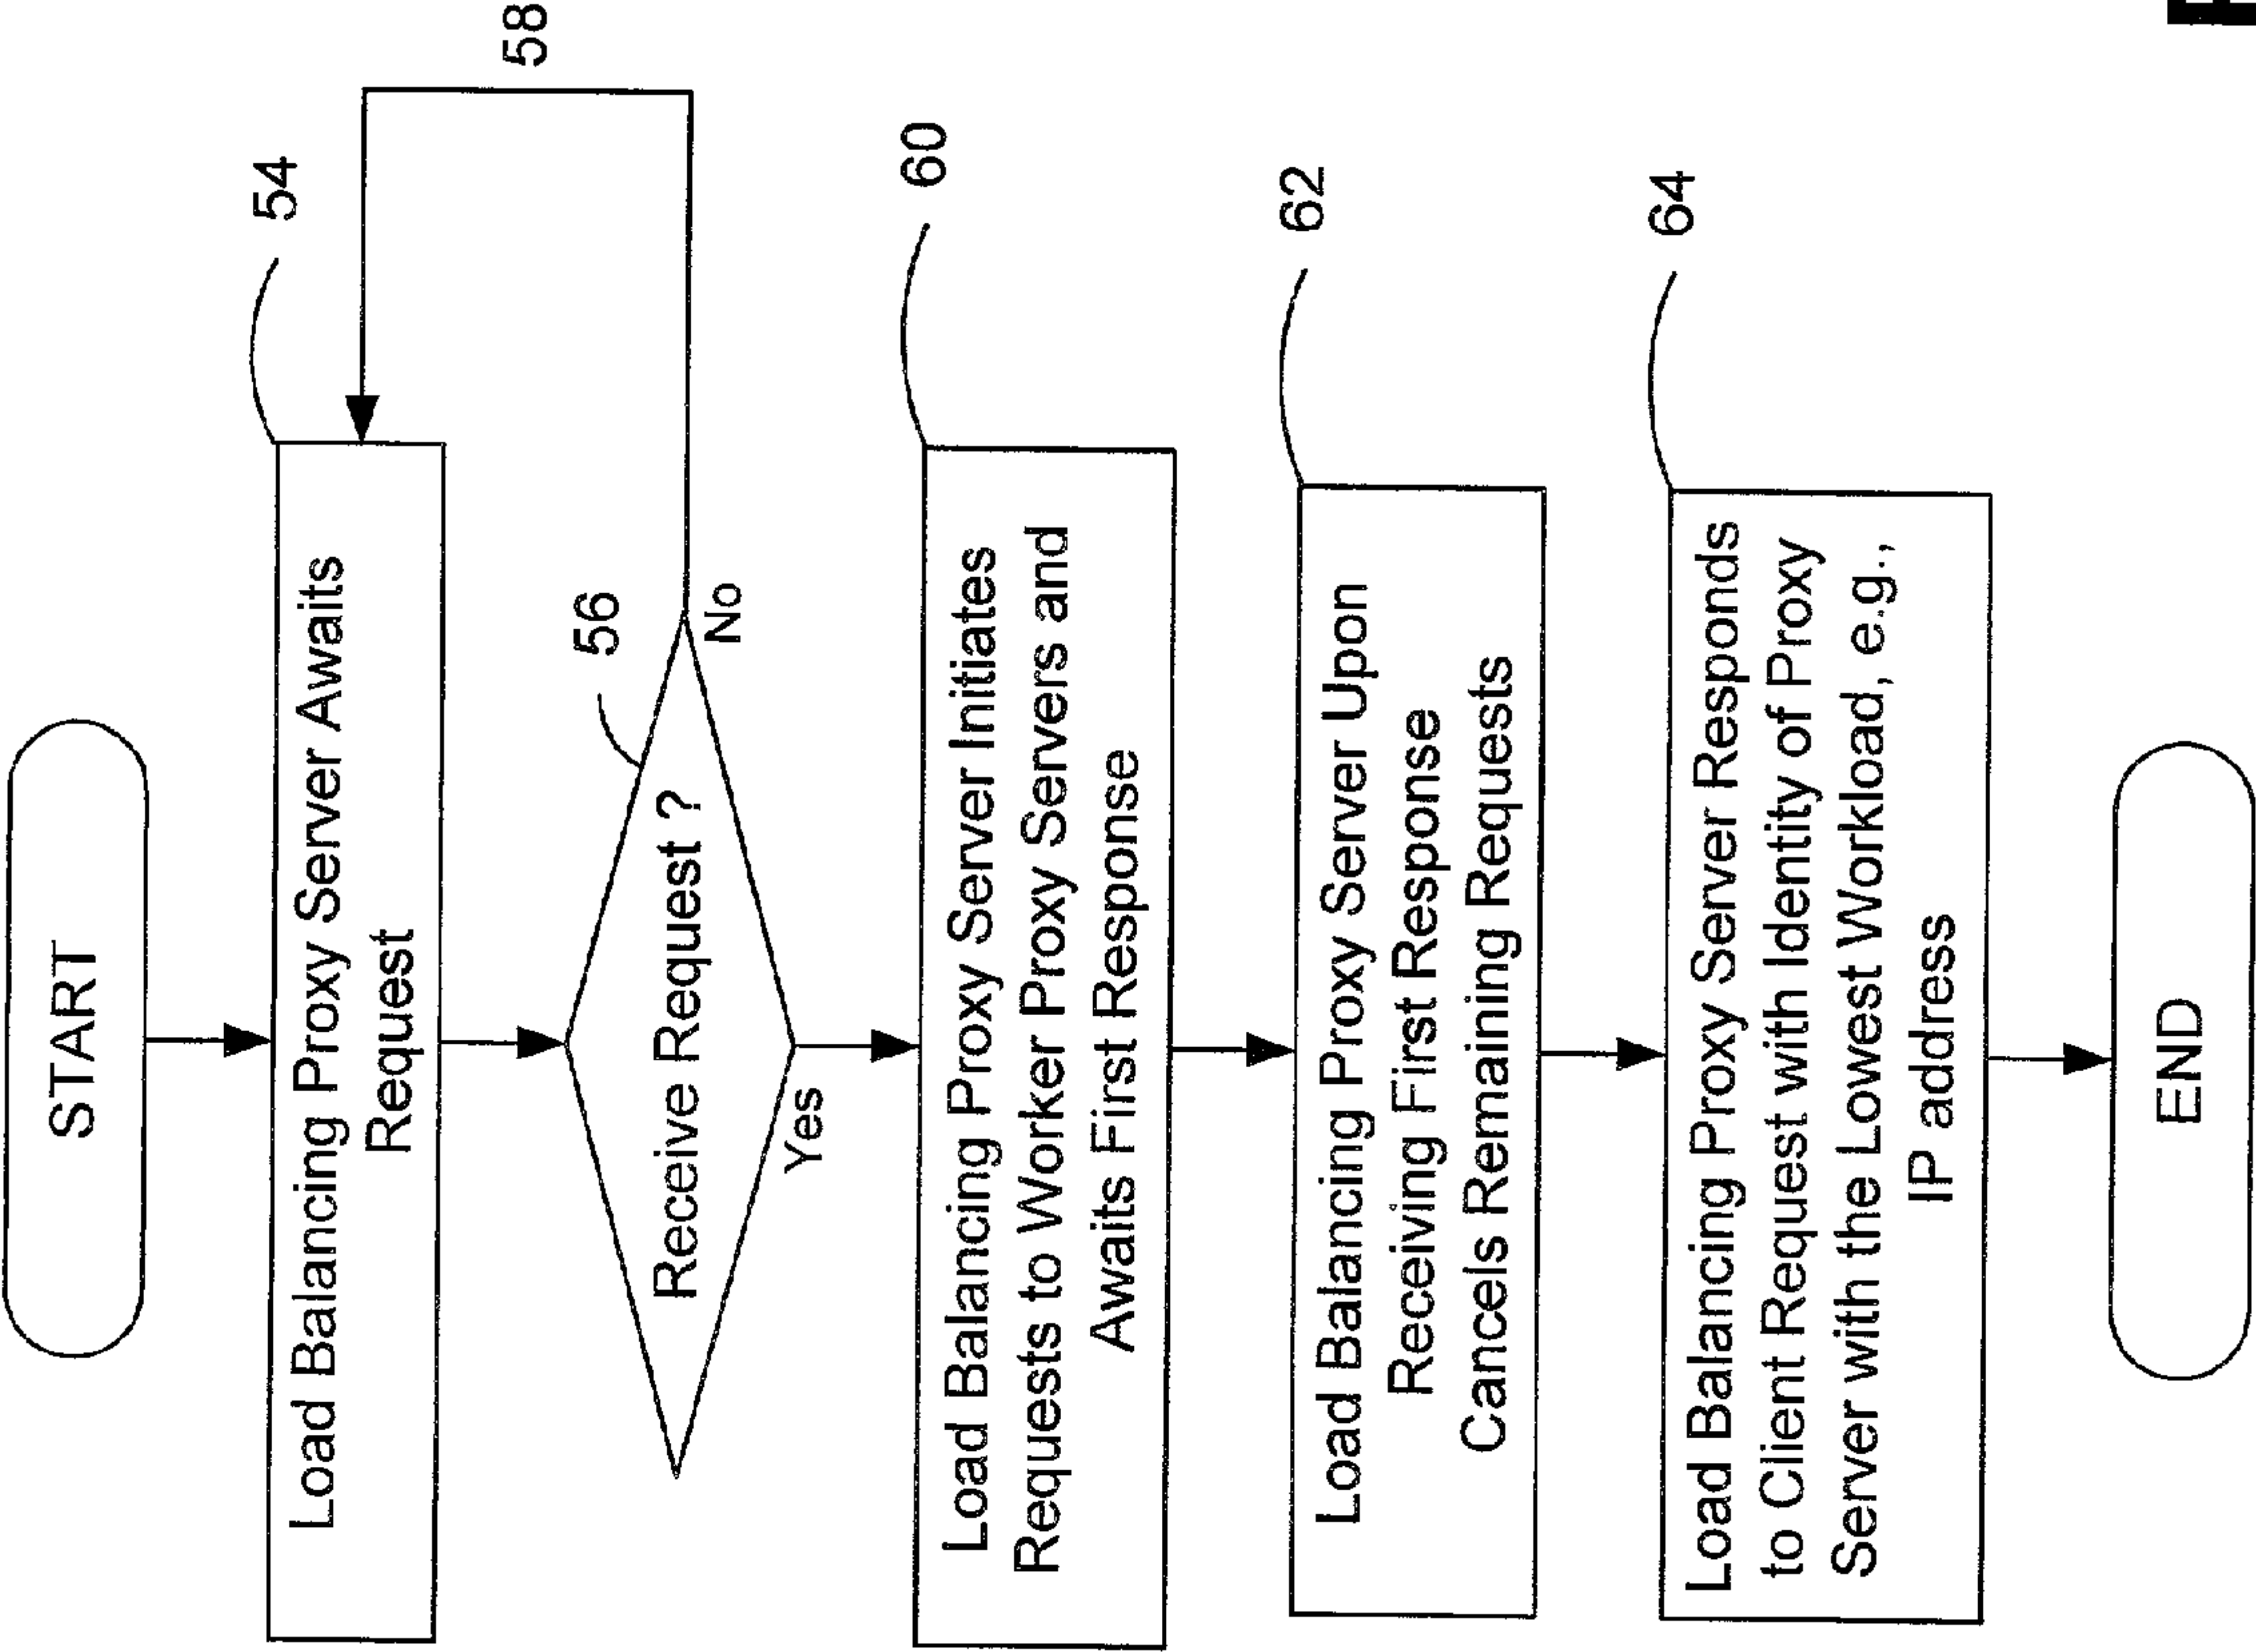 START
54
Load Balancing Proxy Server Awaits
Request
58
56
Receive Request ?
No
Yes
60
Load Balancing Proxy Server Initiates
Requests to Worker Proxy Servers and
Awaits First Response
62
Load Balancing Proxy Server Upon
Receiving First Response
Cancels Remaining Requests
64
Load Balancing Proxy Server Responds
to Client Request with Identity of Proxy
Server with the Lowest Workload, e.g.,
IP address
END